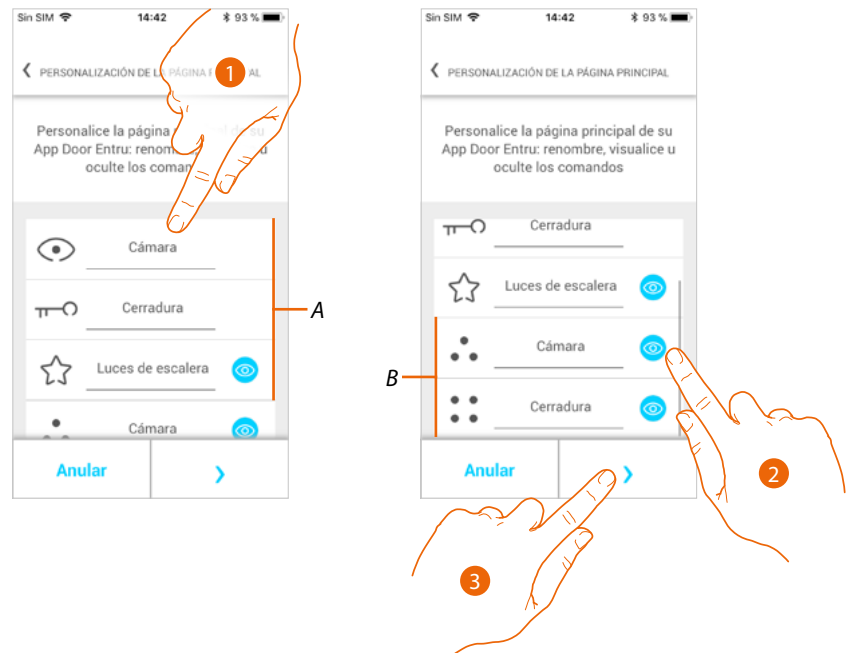 Sin SIM 14:42 93 %
PERSONALIZACIÓN DE LA PÁGINA AL
1
Personalice la página de su
App Door Entru: u
oculte los
Cámara
Cerradura
Luces de escalera
Cámara
Anular
A
Sin SIM 14:42 93 %
PERSONALIZACIÓN DE LA PÁGINA PRINCIPAL
Personalice la página principal de su
App Door Entru: renombre, visualice u
oculte los comandos
Cerradura
Luces de escalera
Cámara
Cerradura
Anular
B
2
3